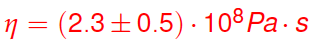 η = (2.3 ± 0.5) · 10⁸ Pa · s